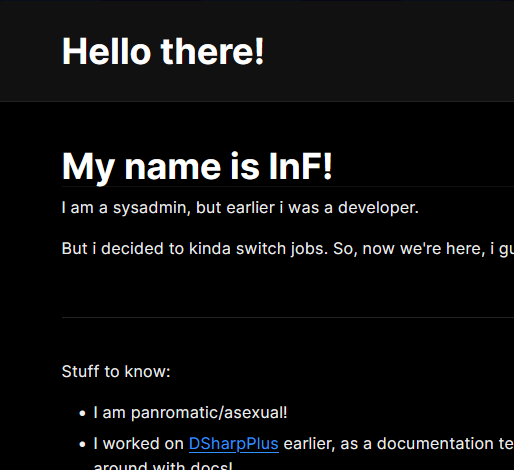 Hello there!
My name is InF!
I am a sysadmin, but earlier i was a developer.
But i decided to kinda switch jobs. So, now we're here, i gu
Stuff to know:
• I am panromatic/asexual!
• I worked on DSharpPlus earlier, as a documentation te
around with docs!